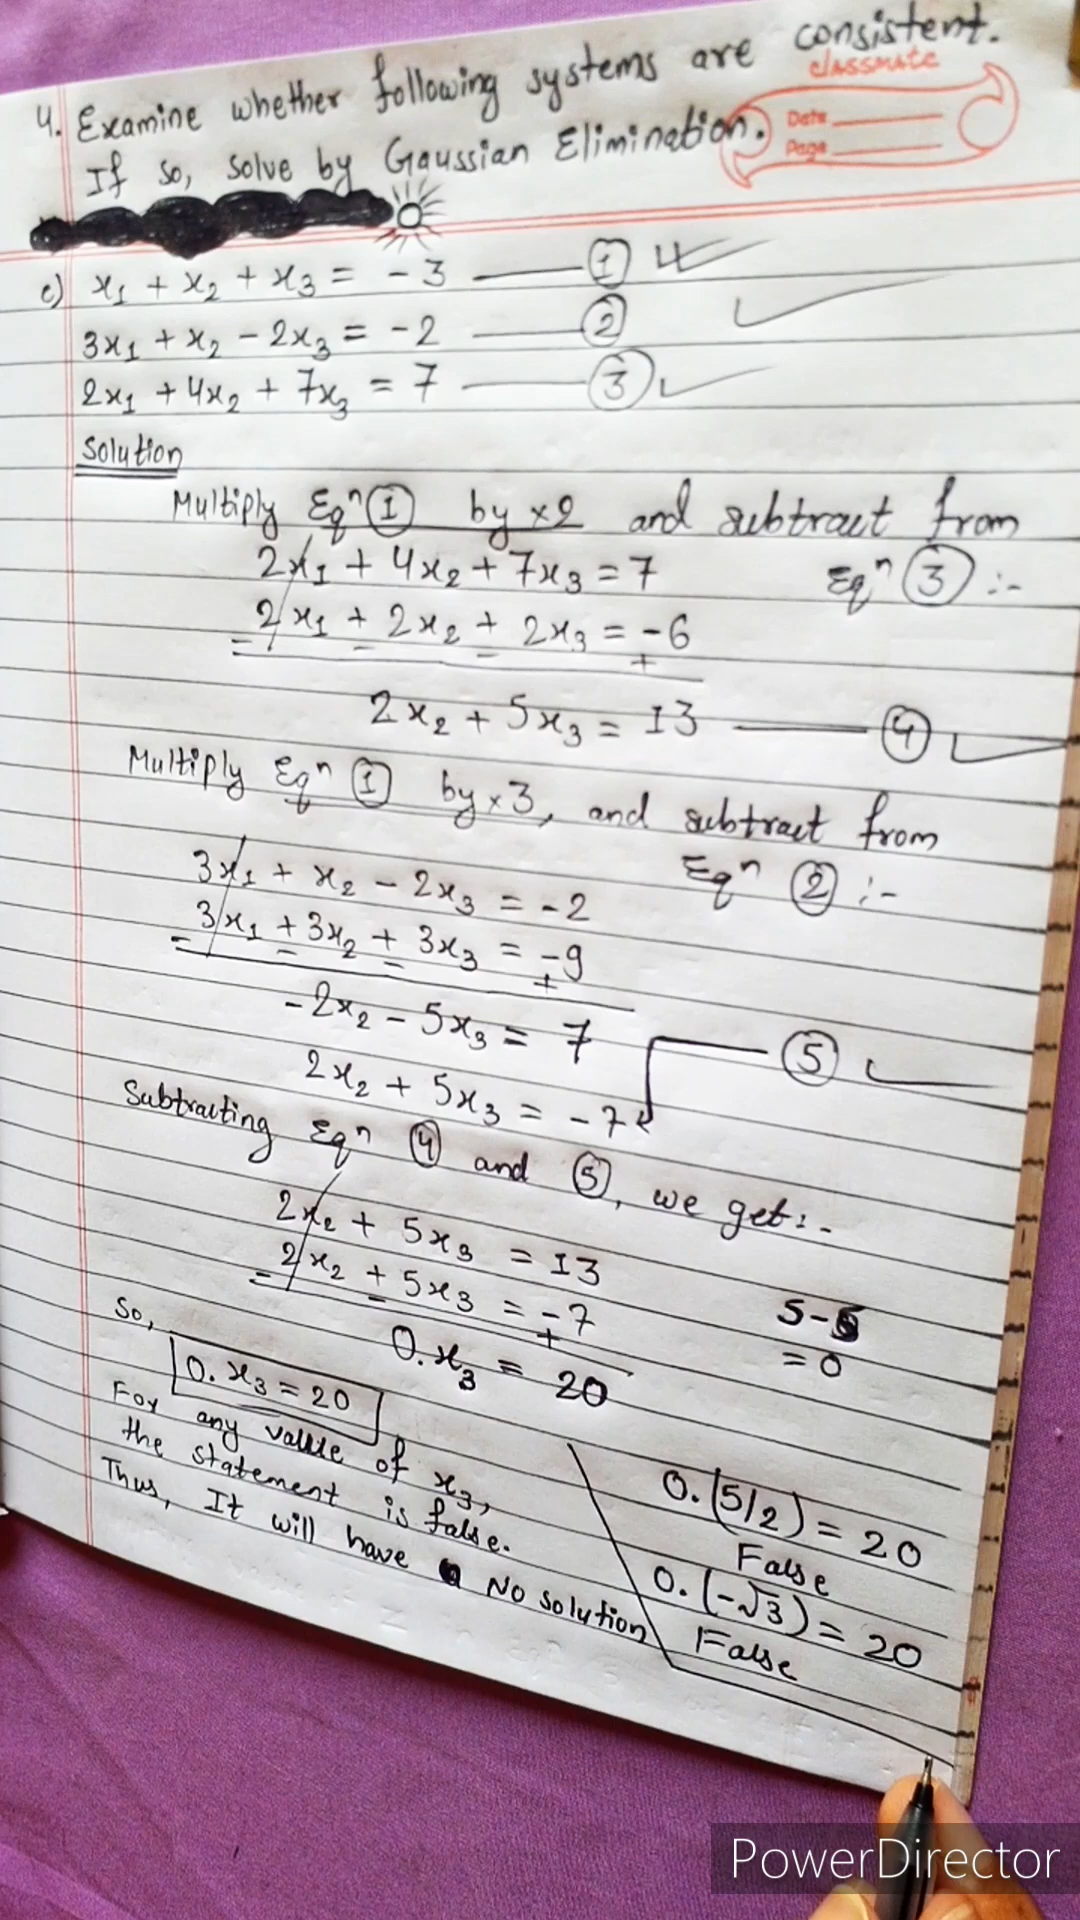 4. Examine whether following systems are consistent.
If so, solve by Gaussian Elimination.
classmate
Date
Page
c) x₁ + x₂ + x₃ = -3 ——— ①
3x₁ + x₂ - 2x₃ = -2 ——— ②
2x₁ + 4x₂ + 7x₃ = 7 ——— ③
Solution
Multiply Eqⁿ ① by ×2 and subtract from
Eqⁿ ③ :-
2x₁ + 4x₂ + 7x₃ = 7
2x₁ + 2x₂ + 2x₃ = -6
- - - +
2x₂ + 5x₃ = 13 ——— ④
Multiply Eqⁿ ① by ×3, and subtract from
Eqⁿ ② :-
3x₁ + x₂ - 2x₃ = -2
3x₁ + 3x₂ + 3x₃ = -9
- - - +
-2x₂ - 5x₃ = 7
2x₂ + 5x₃ = -7 ——— ⑤
Subtracting Eqⁿ ④ and ⑤, we get:-
2x₂ + 5x₃ = 13
2x₂ + 5x₃ = -7
- - +
0.x₃ = 20
5-5
= 0
So,
0.x₃ = 20
For any value of x₃,
the statement is false.
Thus, It will have No solution
0.(5/2) = 20
False
0.(-√3) = 20
False
PowerDirector